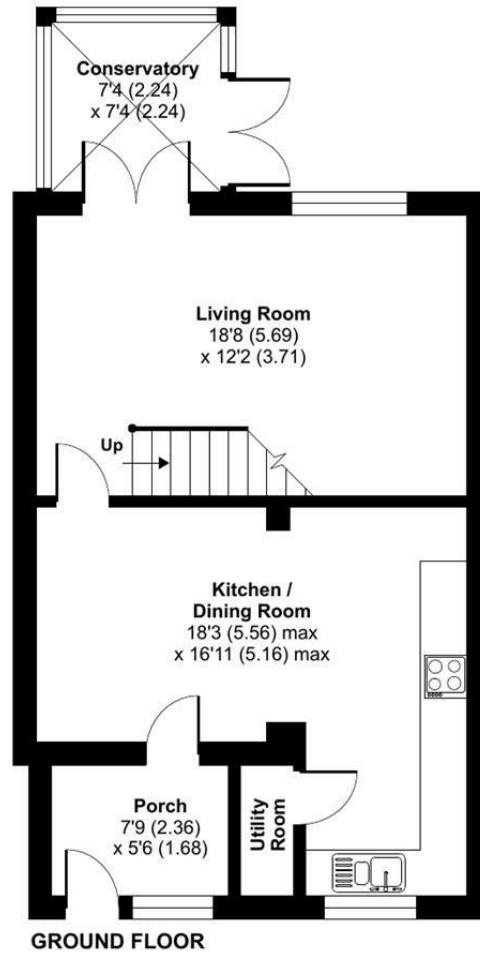 Conservatory
7'4 (2.24)
x 7'4 (2.24)
Living Room
18'8 (5.69)
x 12'2 (3.71)
Up
Kitchen /
Dining Room
18'3 (5.56) max
x 16'11 (5.16) max
Porch
7'9 (2.36)
x 5'6 (1.68)
Utility
Room
GROUND FLOOR